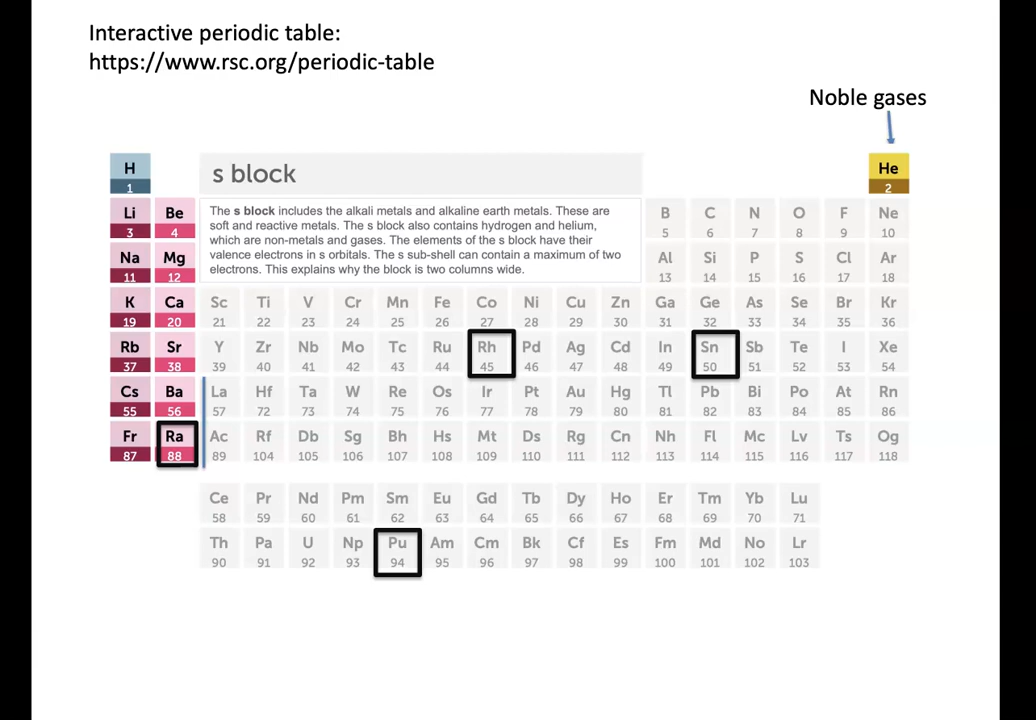 Interactive periodic table:
https://www.rsc.org/periodic-table
Noble gases
H s block He
1 2
Li Be The s block includes the alkali metals and alkaline earth metals. These are B C N O F Ne
3 4 soft and reactive metals. The s block also contains hydrogen and helium, 5 6 7 8 9 10
which are non-metals and gases. The elements of the s block have their
Na Mg valence electrons in s orbitals. The s sub-shell can contain a maximum of two Al Si P S Cl Ar
11 12 electrons. This explains why the block is two columns wide. 13 14 15 16 17 18
K Ca Sc Ti V Cr Mn Fe Co Ni Cu Zn Ga Ge As Se Br Kr
19 20 21 22 23 24 25 26 27 28 29 30 31 32 33 34 35 36
Rb Sr Y Zr Nb Mo Tc Ru Rh Pd Ag Cd In Sn Sb Te I Xe
37 38 39 40 41 42 43 44 45 46 47 48 49 50 51 52 53 54
Cs Ba La Hf Ta W Re Os Ir Pt Au Hg Tl Pb Bi Po At Rn
55 56 57 72 73 74 75 76 77 78 79 80 81 82 83 84 85 86
Fr Ra Ac Rf Db Sg Bh Hs Mt Ds Rg Cn Nh Fl Mc Lv Ts Og
87 88 89 104 105 106 107 108 109 110 111 112 113 114 115 116 117 118
Ce Pr Nd Pm Sm Eu Gd Tb Dy Ho Er Tm Yb Lu
58 59 60 61 62 63 64 65 66 67 68 69 70 71
Th Pa U Np Pu Am Cm Bk Cf Es Fm Md No Lr
90 91 92 93 94 95 96 97 98 99 100 101 102 103